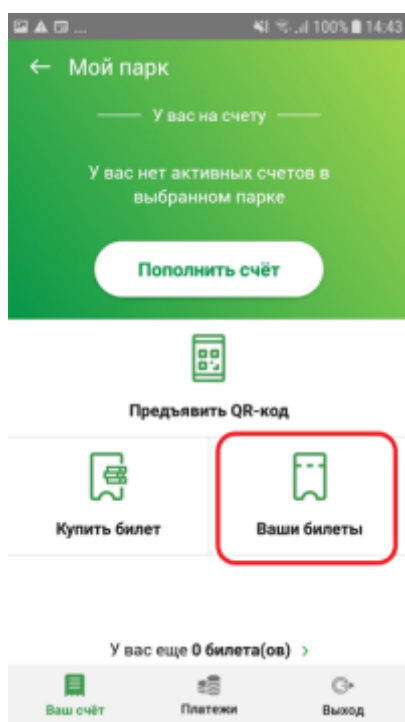 ... 100% 14:43
← Мой парк
У вас на счету
У вас нет активных счетов в
выбранном парке
Пополнить счёт
Предъявить QR-код
Купить билет Ваши билеты
У вас еще 0 билета(ов) >
Ваш счёт Платежи Выход